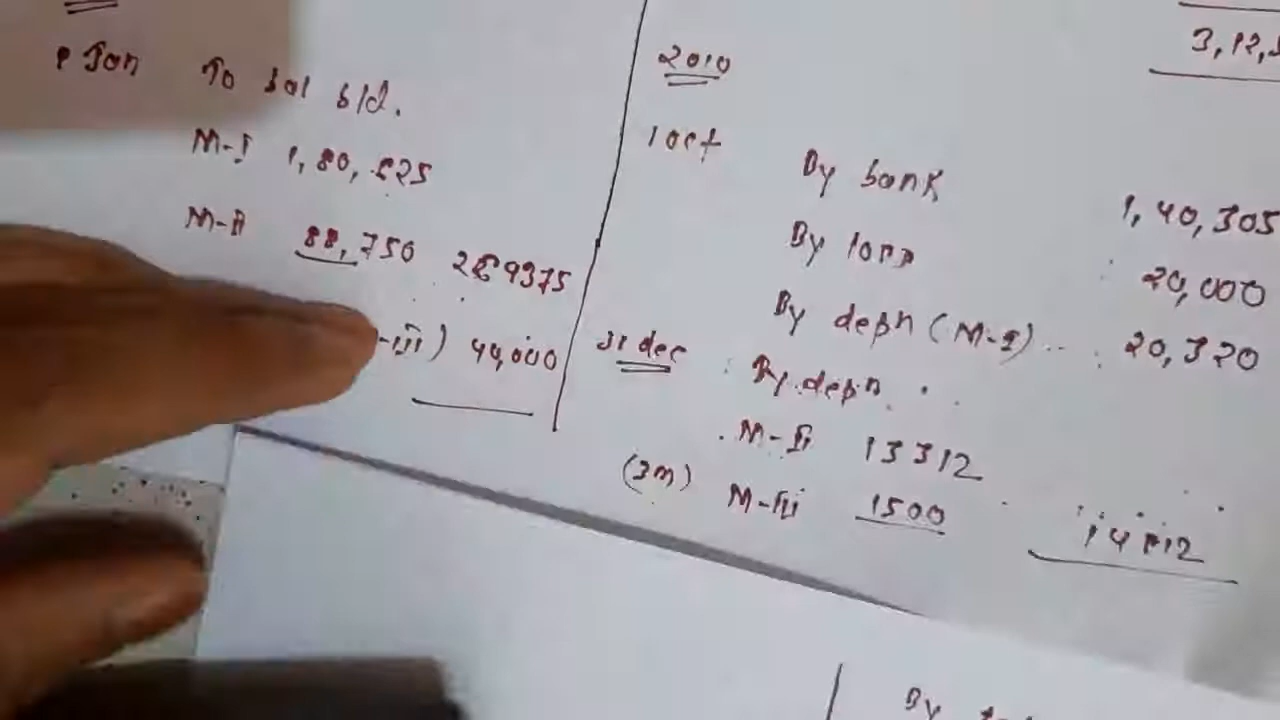 3,12,5
Jan To bal b/d.
M-I 1,80,625
M-II 88,750 269375
-III) 44,000
2010
1 oct By bank 1,40,305
By loss 20,000
By depn (M-I) .. 20,320
31 dec By depn.
M-II 13312
(3m) M-III 1500 14812
By